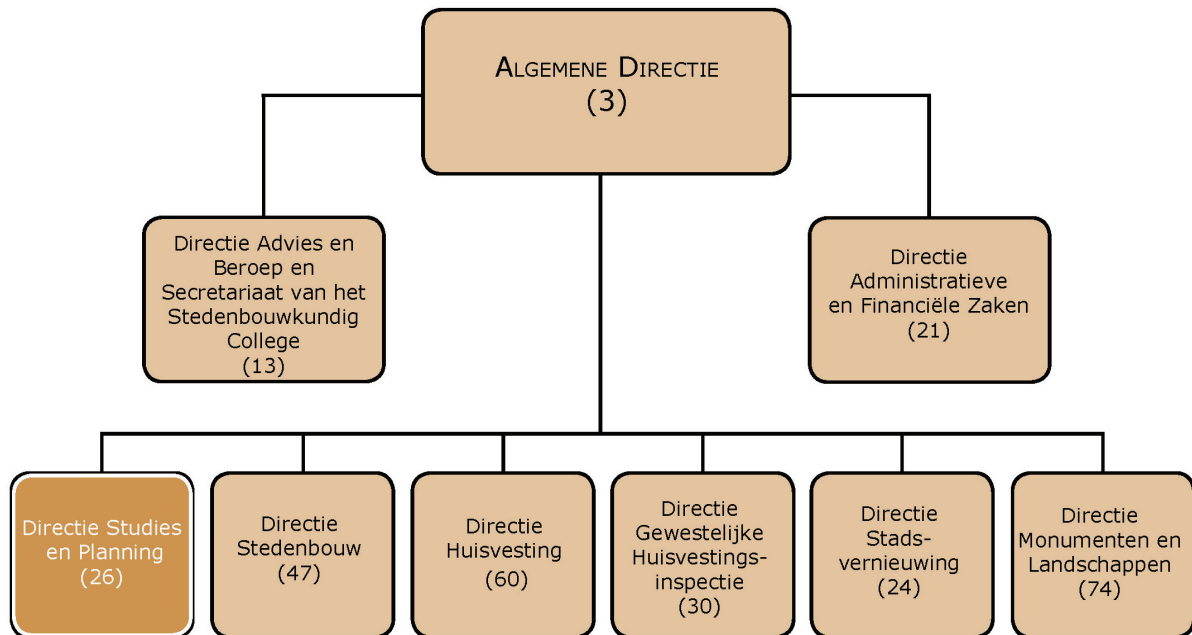 ALGEMENE DIRECTIE
(3)
Directie Advies en
Beroep en
Secretariaat van het
Stedenbouwkundig
College
(13)
Directie
Administratieve
en Financiële Zaken
(21)
Directie Studies
en Planning
(26)
Directie
Stedenbouw
(47)
Directie
Huisvesting
(60)
Directie
Gewestelijke
Huisvestings-
inspectie
(30)
Directie
Stads-
vernieuwing
(24)
Directie
Monumenten en
Landschappen
(74)